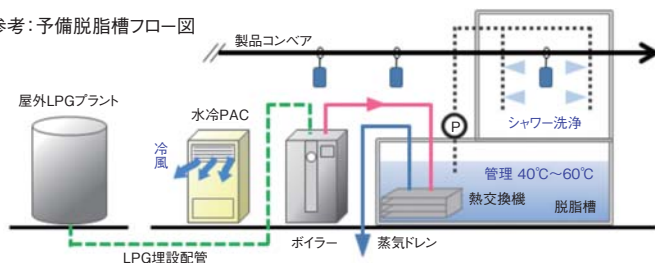 参考：予備脱脂槽フロー図
製品コンベア
屋外LPGプラント
水冷PAC
冷風
P
シャワー洗浄
管理 40℃～60℃
熱交換機
脱脂槽
ボイラー
蒸気ドレン
LPG埋設配管